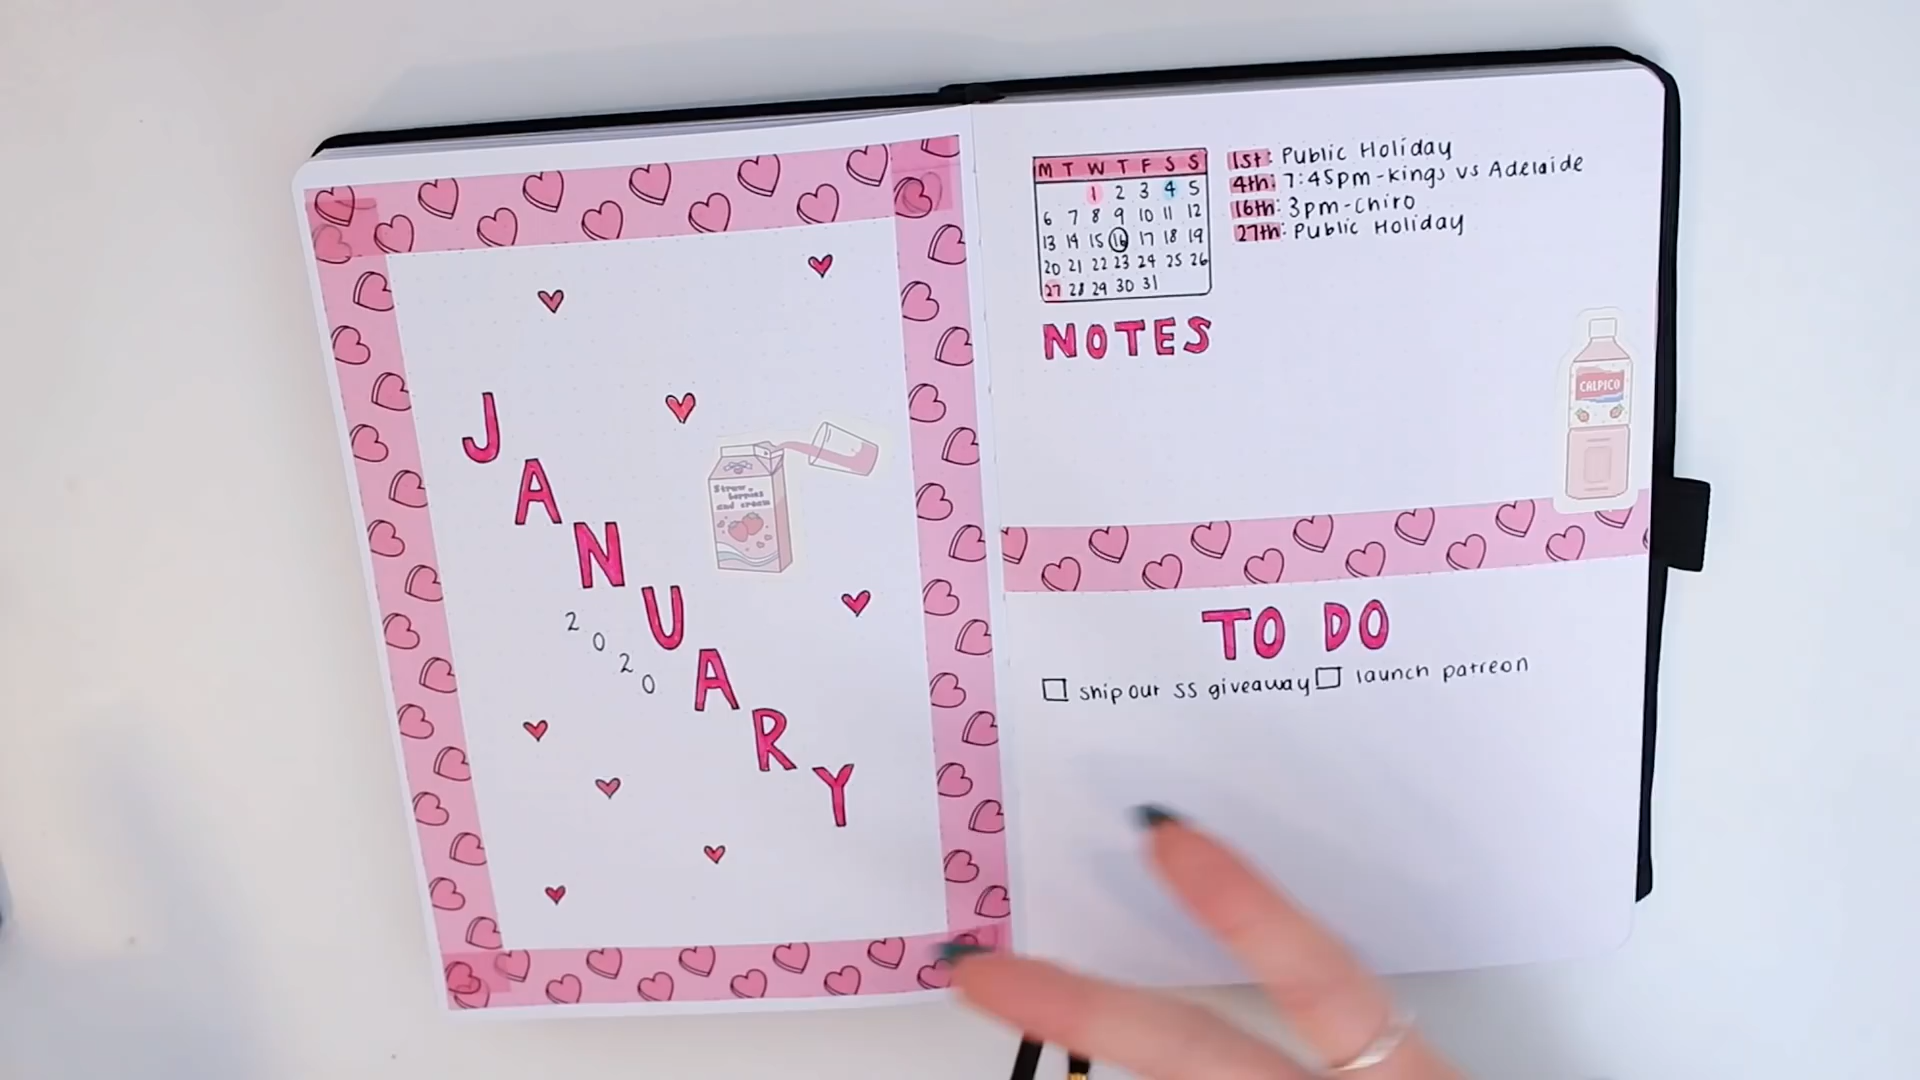 JANUARY
2020
Straw
berries
and cream
M T W T F S S
1 2 3 4 5
6 7 8 9 10 11 12
13 14 15 16 17 18 19
20 21 22 23 24 25 26
27 28 29 30 31
1st: Public Holiday
4th: 7:45pm-Kings vs Adelaide
16th: 3pm-Chiro
27th: Public Holiday
NOTES
CALPICO
TO DO
ship out SS giveaway
launch patreon